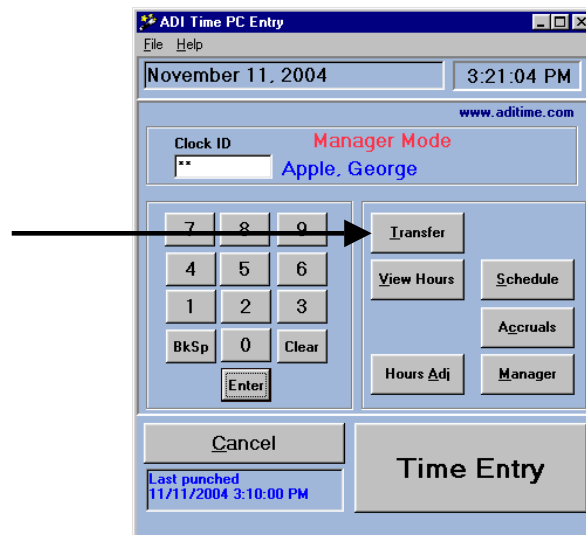 ADI Time PC Entry
File Help
November 11, 2004 3:21:04 PM
www.aditime.com
Clock ID Manager Mode
** Apple, George
7 8 9 Transfer
4 5 6 View Hours Schedule
1 2 3 Accruals
BkSp 0 Clear
Enter Hours Adj Manager
Cancel Time Entry
Last punched
11/11/2004 3:10:00 PM